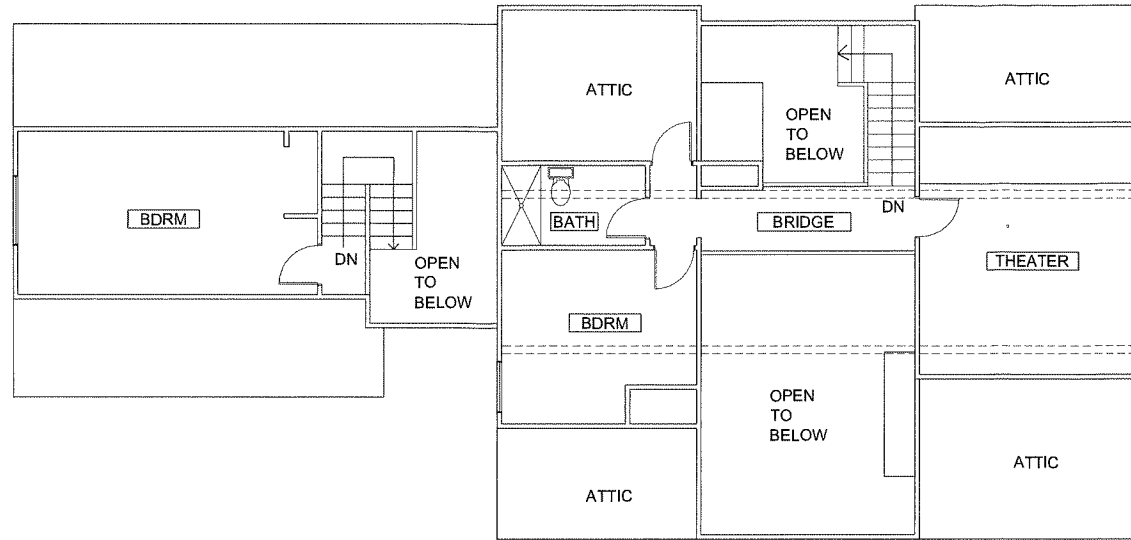 ATTIC
ATTIC
OPEN
TO
BELOW
BDRM
DN
BATH
BRIDGE
DN
OPEN
TO
BELOW
THEATER
BDRM
OPEN
TO
BELOW
ATTIC
ATTIC